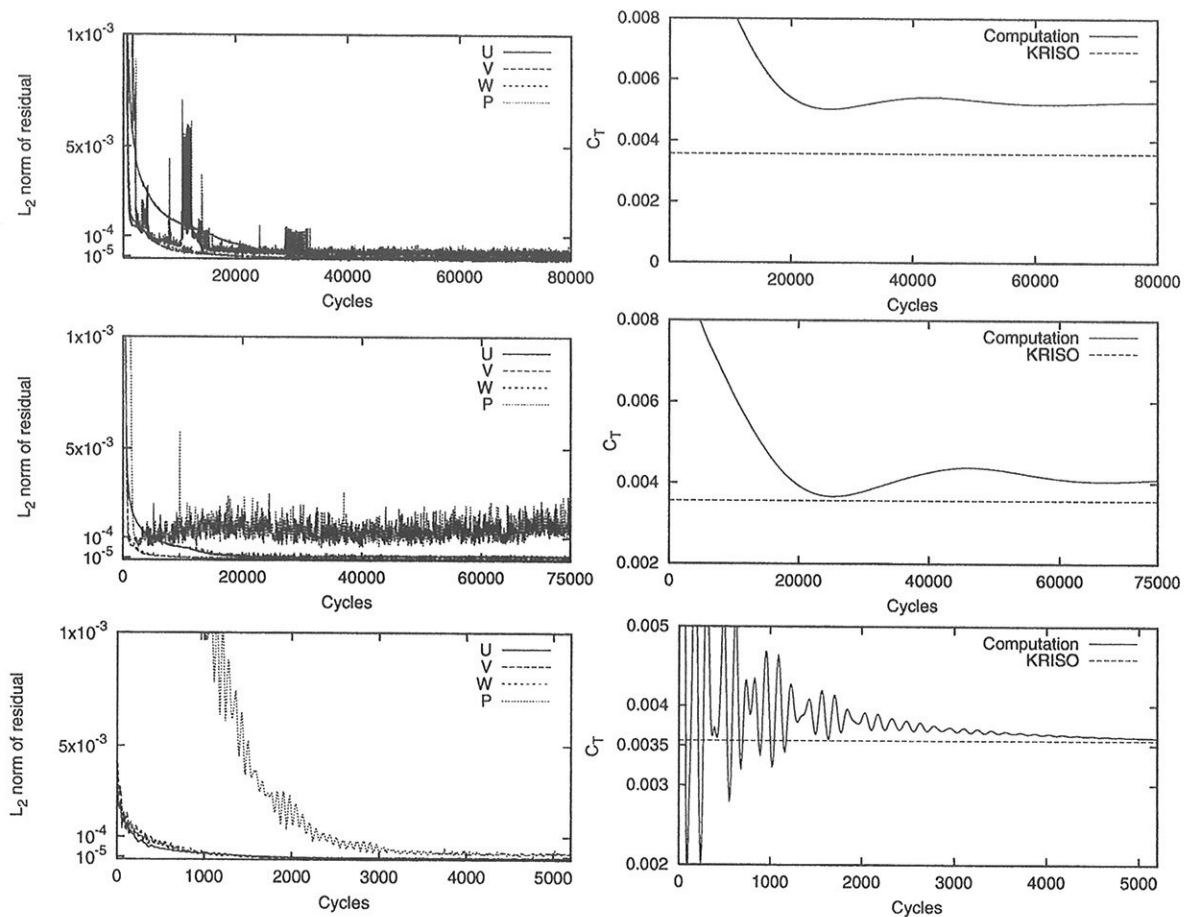 L2 norm of residual
1x10-3
5x10-3
10-4
10-5
U
V
W
P
20000 40000 60000 80000
Cycles
CT
0.008
0.006
0.004
0.002
0
Computation
KRISO
20000 40000 60000 80000
Cycles
L2 norm of residual
1x10-3
5x10-3
10-4
10-5
U
V
W
P
0 20000 40000 60000 75000
Cycles
CT
0.008
0.006
0.004
0.002
Computation
KRISO
0 20000 40000 60000 75000
Cycles
L2 norm of residual
1x10-3
5x10-3
10-4
10-5
U
V
W
P
0 1000 2000 3000 4000 5000
Cycles
CT
0.005
0.004
0.0035
0.003
0.002
Computation
KRISO
0 1000 2000 3000 4000 5000
Cycles